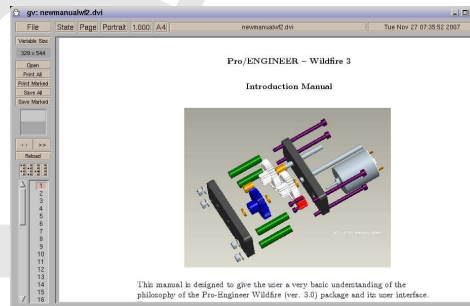 gv: newmanualwf2.dvi
File State Page Portrait 1.000 A4 newmanualwf2.dvi Tue Nov 27 07:35:52 2007
Variable Size
329 x 544
Open
Print All
Print Marked
Save All
Save Marked
<< >>
Reload
1
2
3
4
5
6
7
8
9
10
11
12
13
14
15
16
Pro/ENGINEER – Wildfire 3
Introduction Manual
This manual is designed to give the user a very basic understanding of the
philosophy of the Pro-Engineer Wildfire (ver. 3.0) package and its user interface.